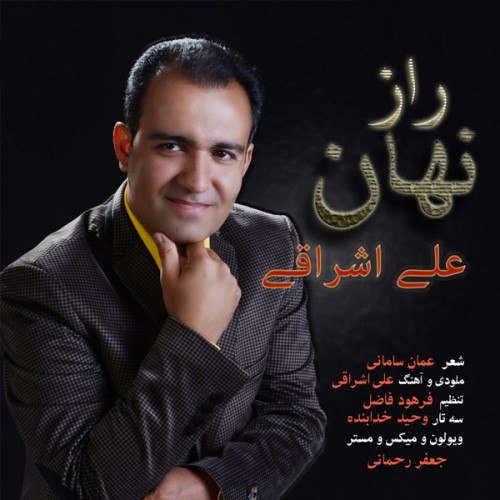 راز
نهان
علی اشراقی
شعر عمان سامانی
ملودی و آهنگ علی اشراقی
تنظیم فرهود فاضل
سه تار وحید خدابنده
ویولون و میکس و مستر
جعفر رحمانی